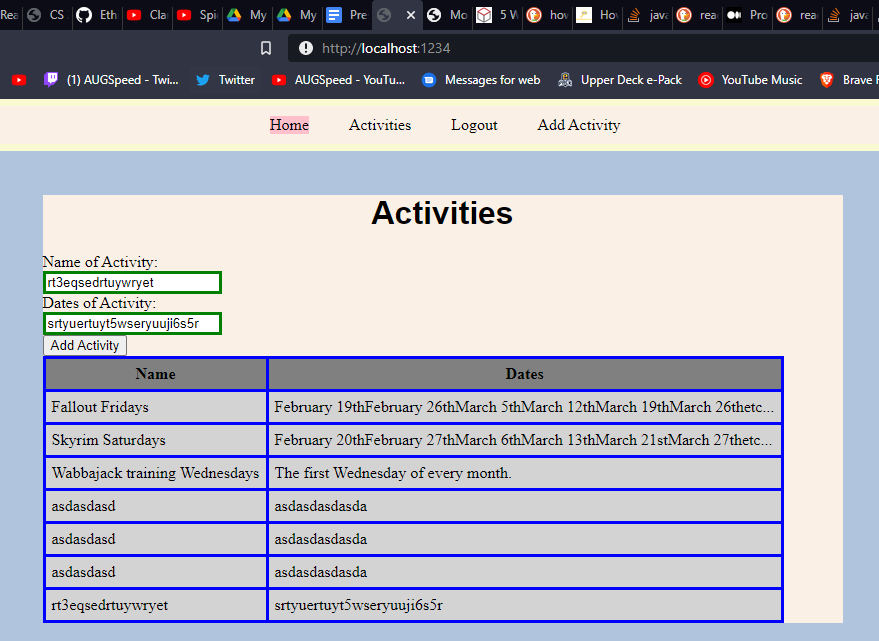 Rea CS Eth Cla Spi My My Pre Mo 5 W how Hov java reac Pro reac java
http://localhost:1234
(1) AUGSpeed - Twi... Twitter AUGSpeed - YouTu... Messages for web Upper Deck e-Pack YouTube Music Brave F
Home Activities Logout Add Activity
Activities
Name of Activity:
rt3eqsedrtuywryet
Dates of Activity:
srtyuertuyt5wseryuuji6s5r
Add Activity
Name Dates
Fallout Fridays February 19thFebruary 26thMarch 5thMarch 12thMarch 19thMarch 26thetc...
Skyrim Saturdays February 20thFebruary 27thMarch 6thMarch 13thMarch 21stMarch 27thetc...
Wabbajack training Wednesdays The first Wednesday of every month.
asdasdasd asdasdasdasda
asdasdasd asdasdasdasda
asdasdasd asdasdasdasda
rt3eqsedrtuywryet srtyuertuyt5wseryuuji6s5r